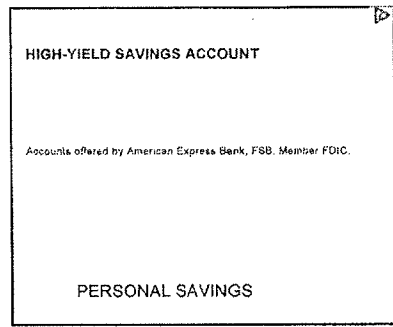 HIGH-YIELD SAVINGS ACCOUNT
Accounts offered by American Express Bank, FSB. Member FDIC.
PERSONAL SAVINGS